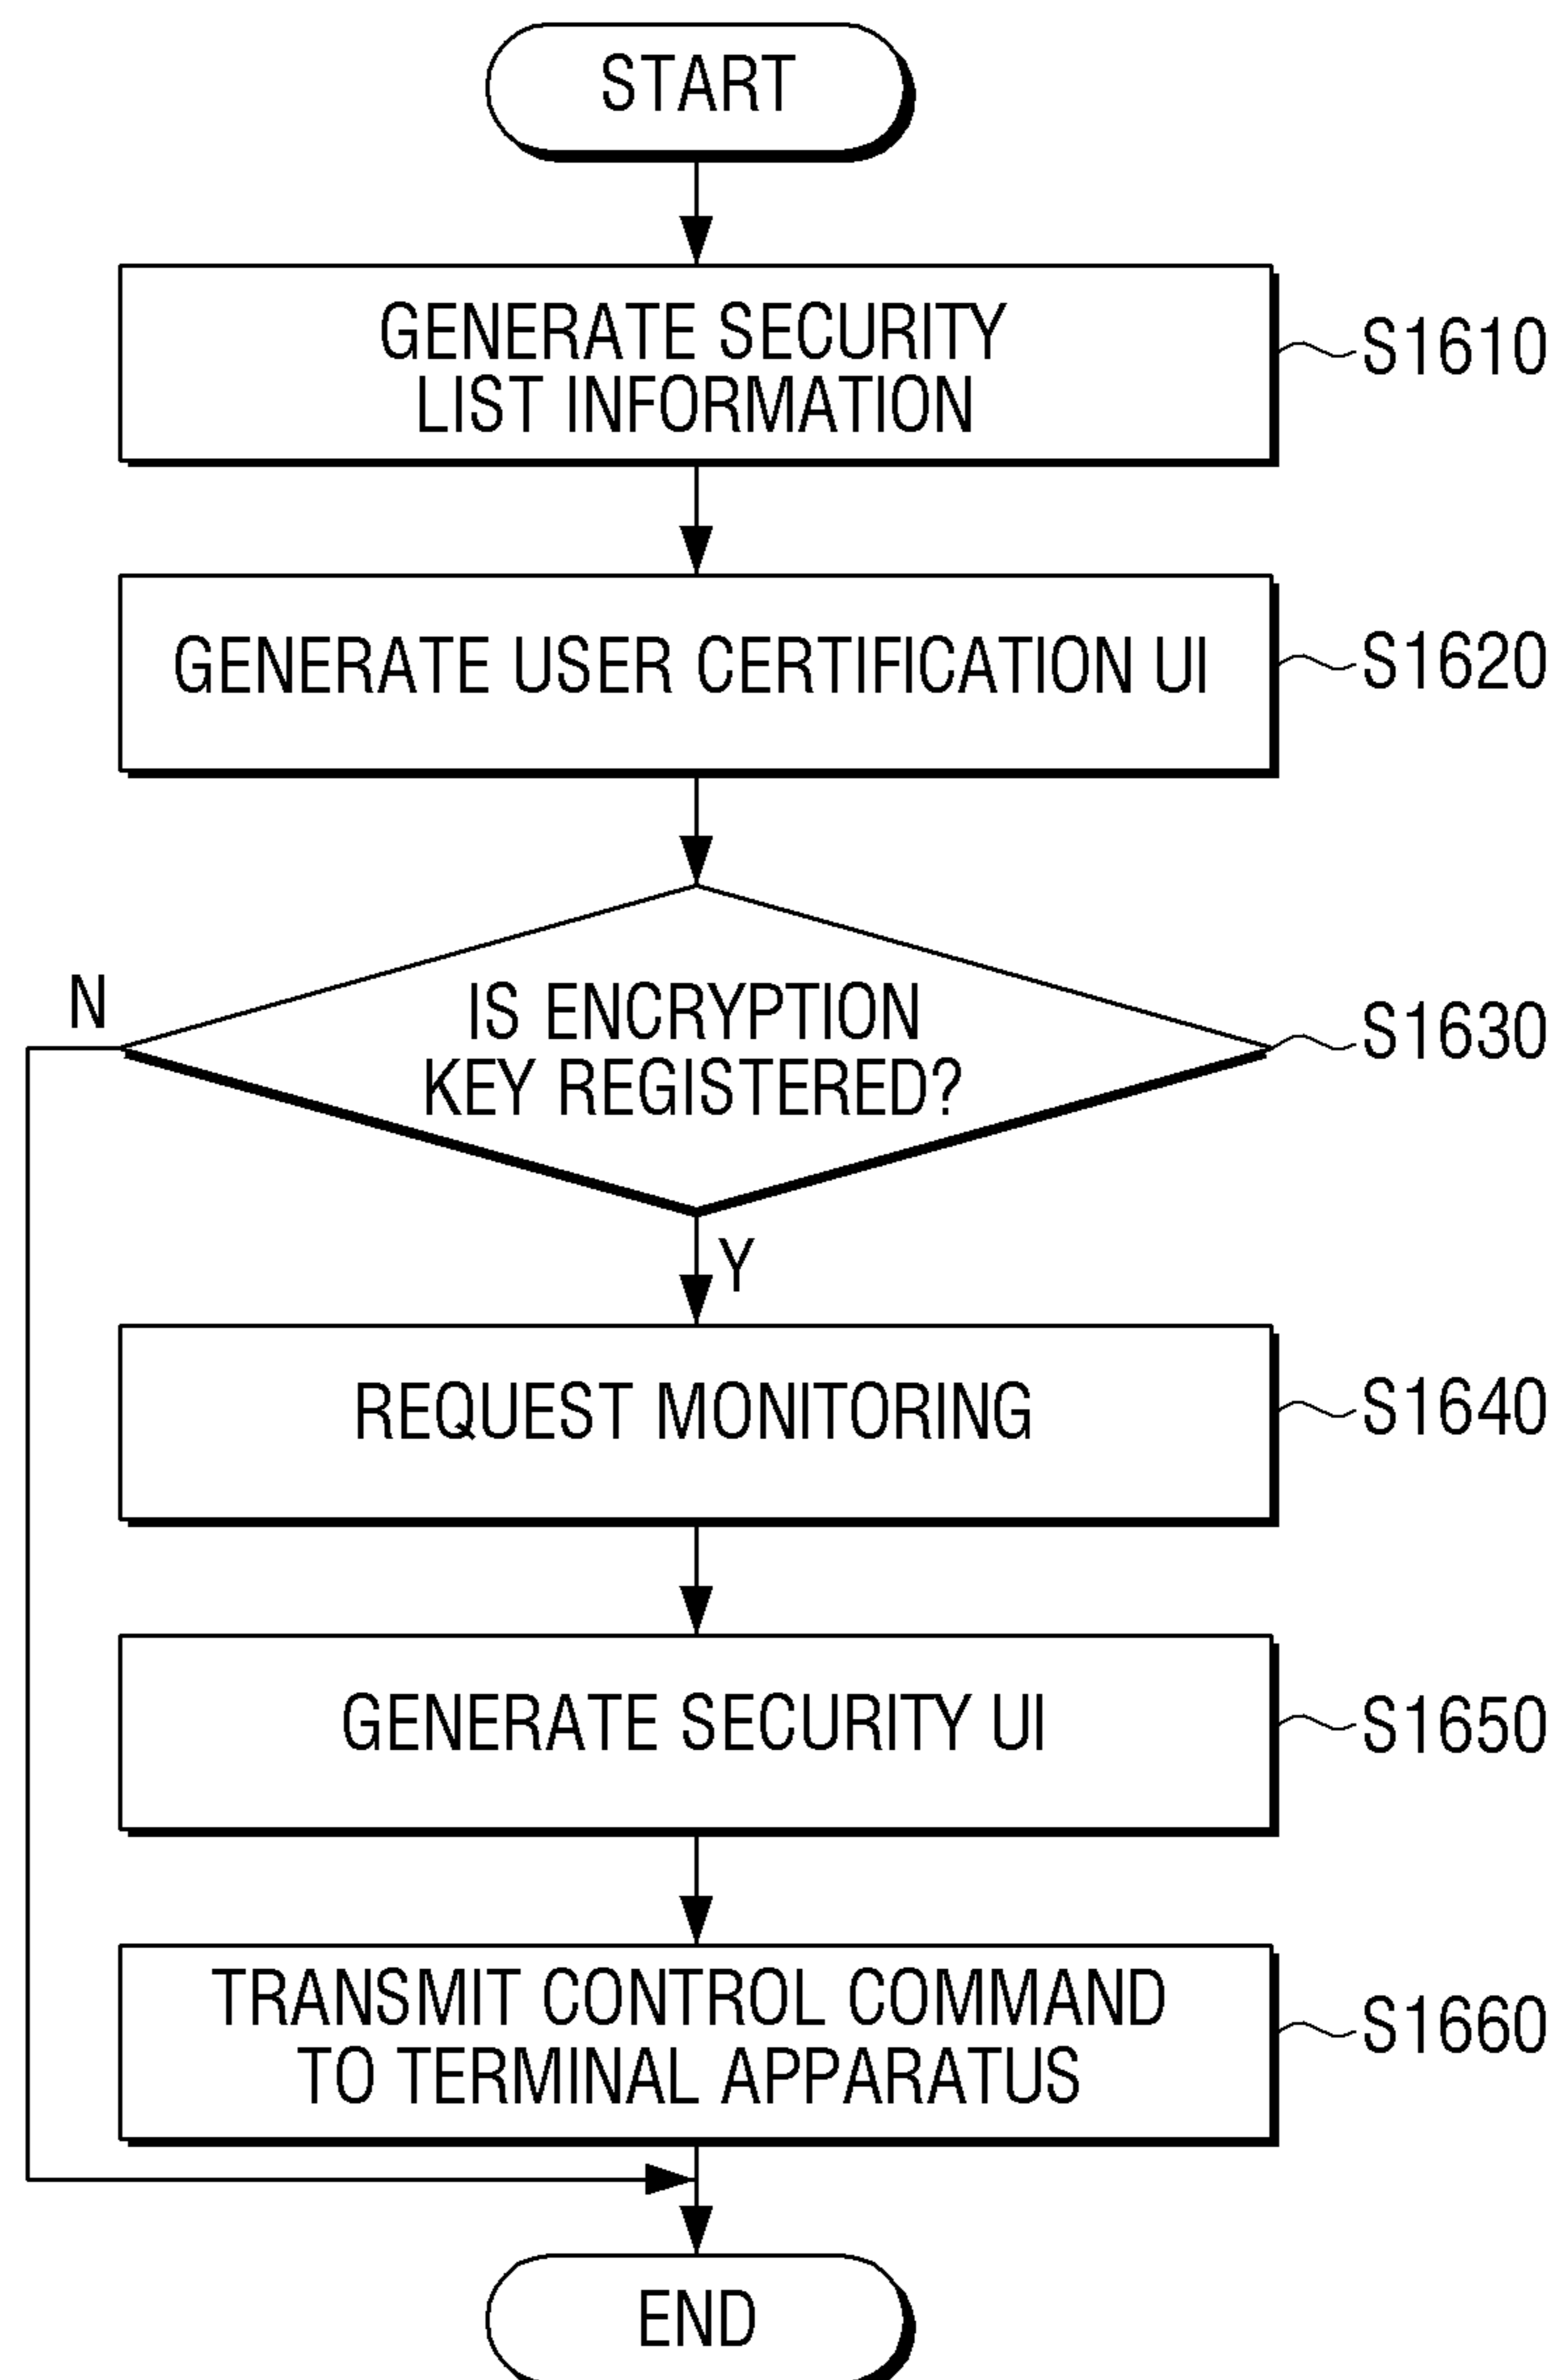 START
GENERATE SECURITY
LIST INFORMATION
S1610
GENERATE USER CERTIFICATION UI
S1620
N
IS ENCRYPTION
KEY REGISTERED?
S1630
Y
REQUEST MONITORING
S1640
GENERATE SECURITY UI
S1650
TRANSMIT CONTROL COMMAND
TO TERMINAL APPARATUS
S1660
END